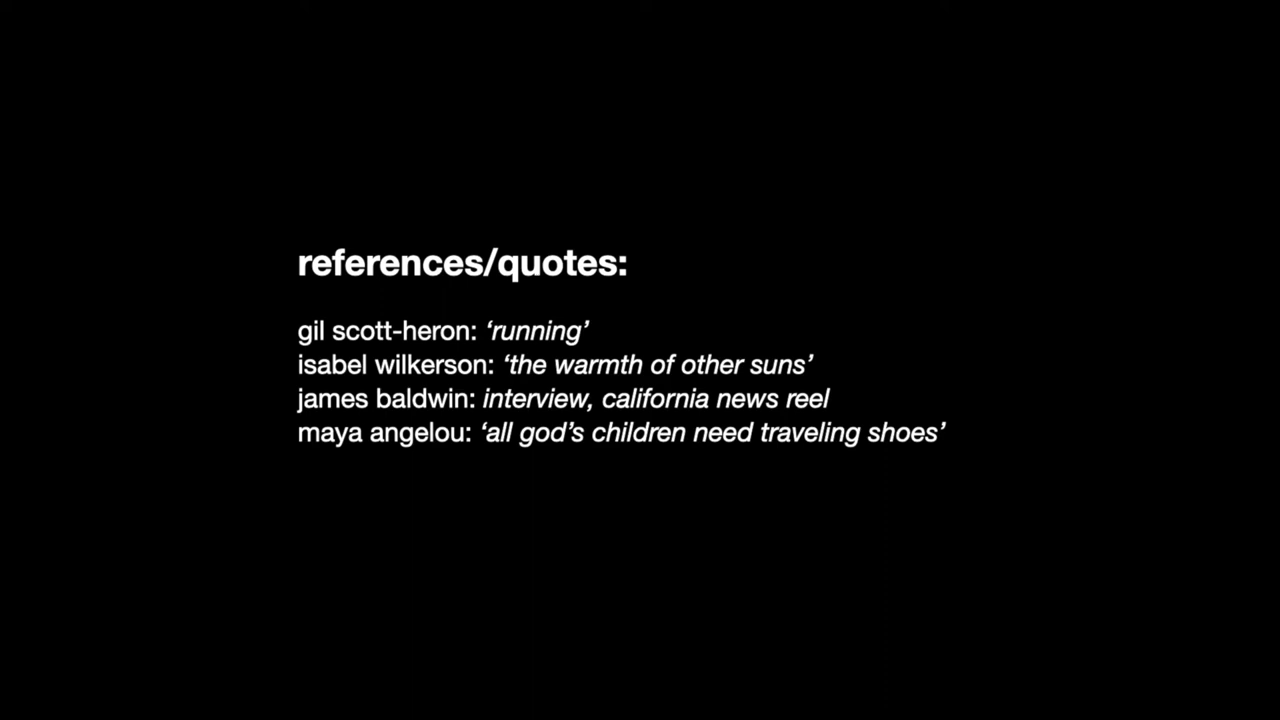 references/quotes:
gil scott-heron: ‘running’
isabel wilkerson: ‘the warmth of other suns’
james baldwin: interview, california news reel
maya angelou: ‘all god’s children need traveling shoes’